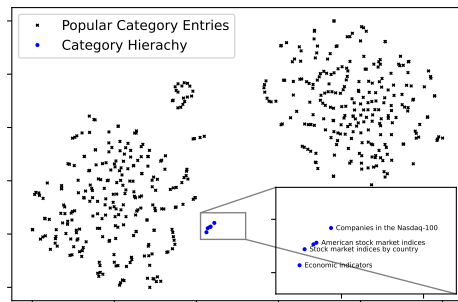 Popular Category Entries
Category Hierachy
Companies in the Nasdaq-100
American stock market indices
Stock market indices by country
Economic indicators